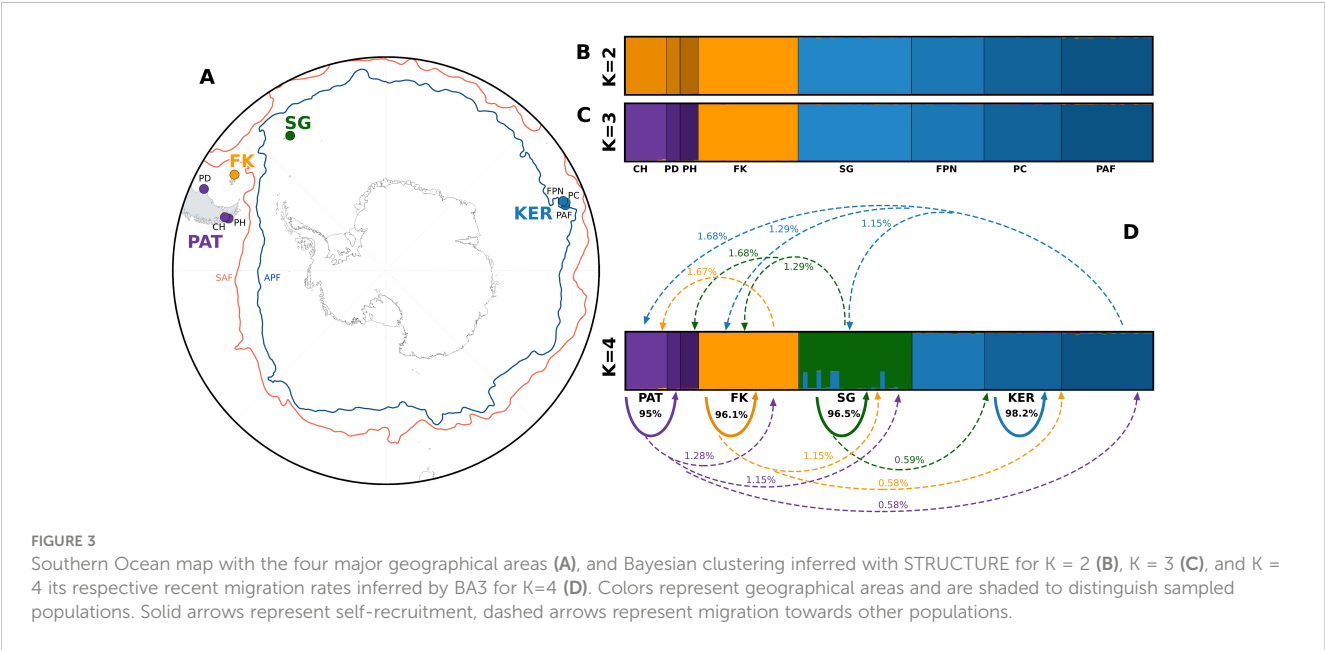 A
SG
FK
PD
FPN
PC
KER
PAF
CH
PH
PAT
SAF
APF
B
K=2
C
K=3
CH PD PH FK SG FPN PC PAF
D
1.68%
1.29%
1.15%
1.68%
1.29%
1.67%
K=4
PAT FK SG KER
95% 96.1% 96.5% 98.2%
1.28%
1.15%
0.59%
1.15%
0.58%
0.58%
FIGURE 3
Southern Ocean map with the four major geographical areas (A), and Bayesian clustering inferred with STRUCTURE for K = 2 (B), K = 3 (C), and K =
4 its respective recent migration rates inferred by BA3 for K=4 (D). Colors represent geographical areas and are shaded to distinguish sampled
populations. Solid arrows represent self-recruitment, dashed arrows represent migration towards other populations.